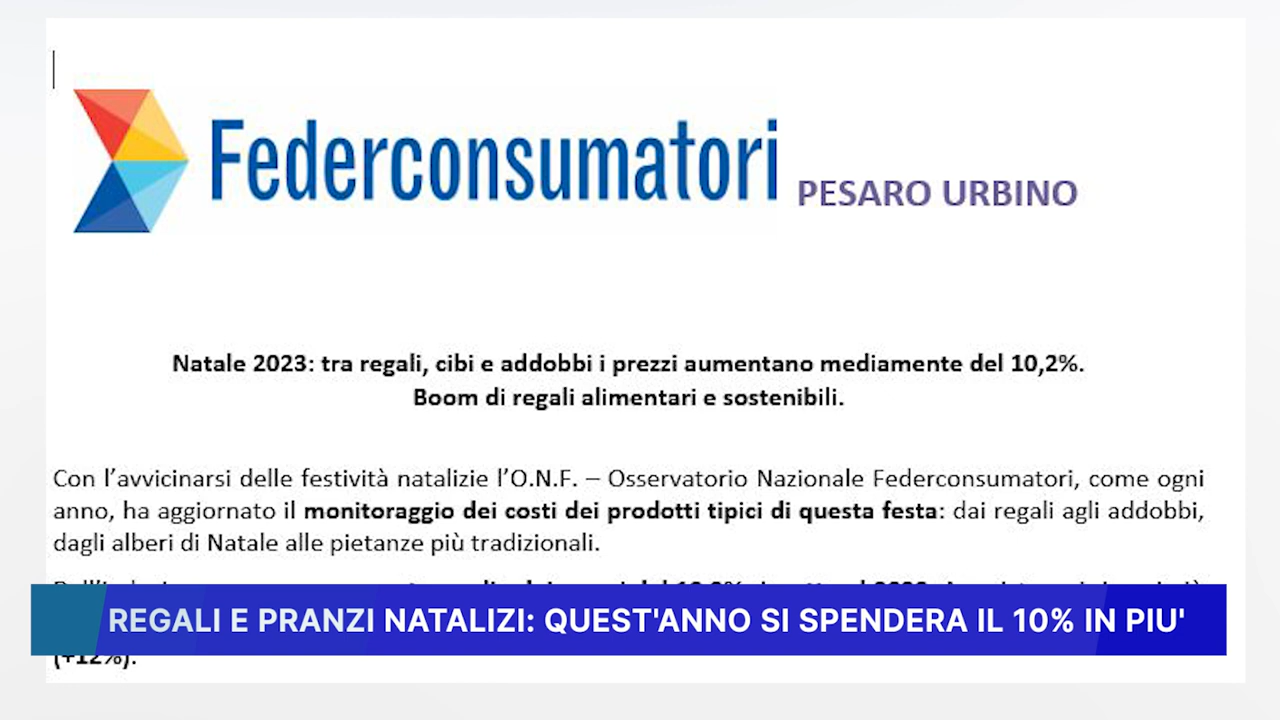 Federconsumatori PESARO URBINO
Natale 2023: tra regali, cibi e addobbi i prezzi aumentano mediamente del 10,2%.
Boom di regali alimentari e sostenibili.
Con l’avvicinarsi delle festività natalizie l’O.N.F. – Osservatorio Nazionale Federconsumatori, come ogni
anno, ha aggiornato il monitoraggio dei costi dei prodotti tipici di questa festa: dai regali agli addobbi,
dagli alberi di Natale alle pietanze più tradizionali.
REGALI E PRANZI NATALIZI: QUEST'ANNO SI SPENDERA IL 10% IN PIU'
(+12%).